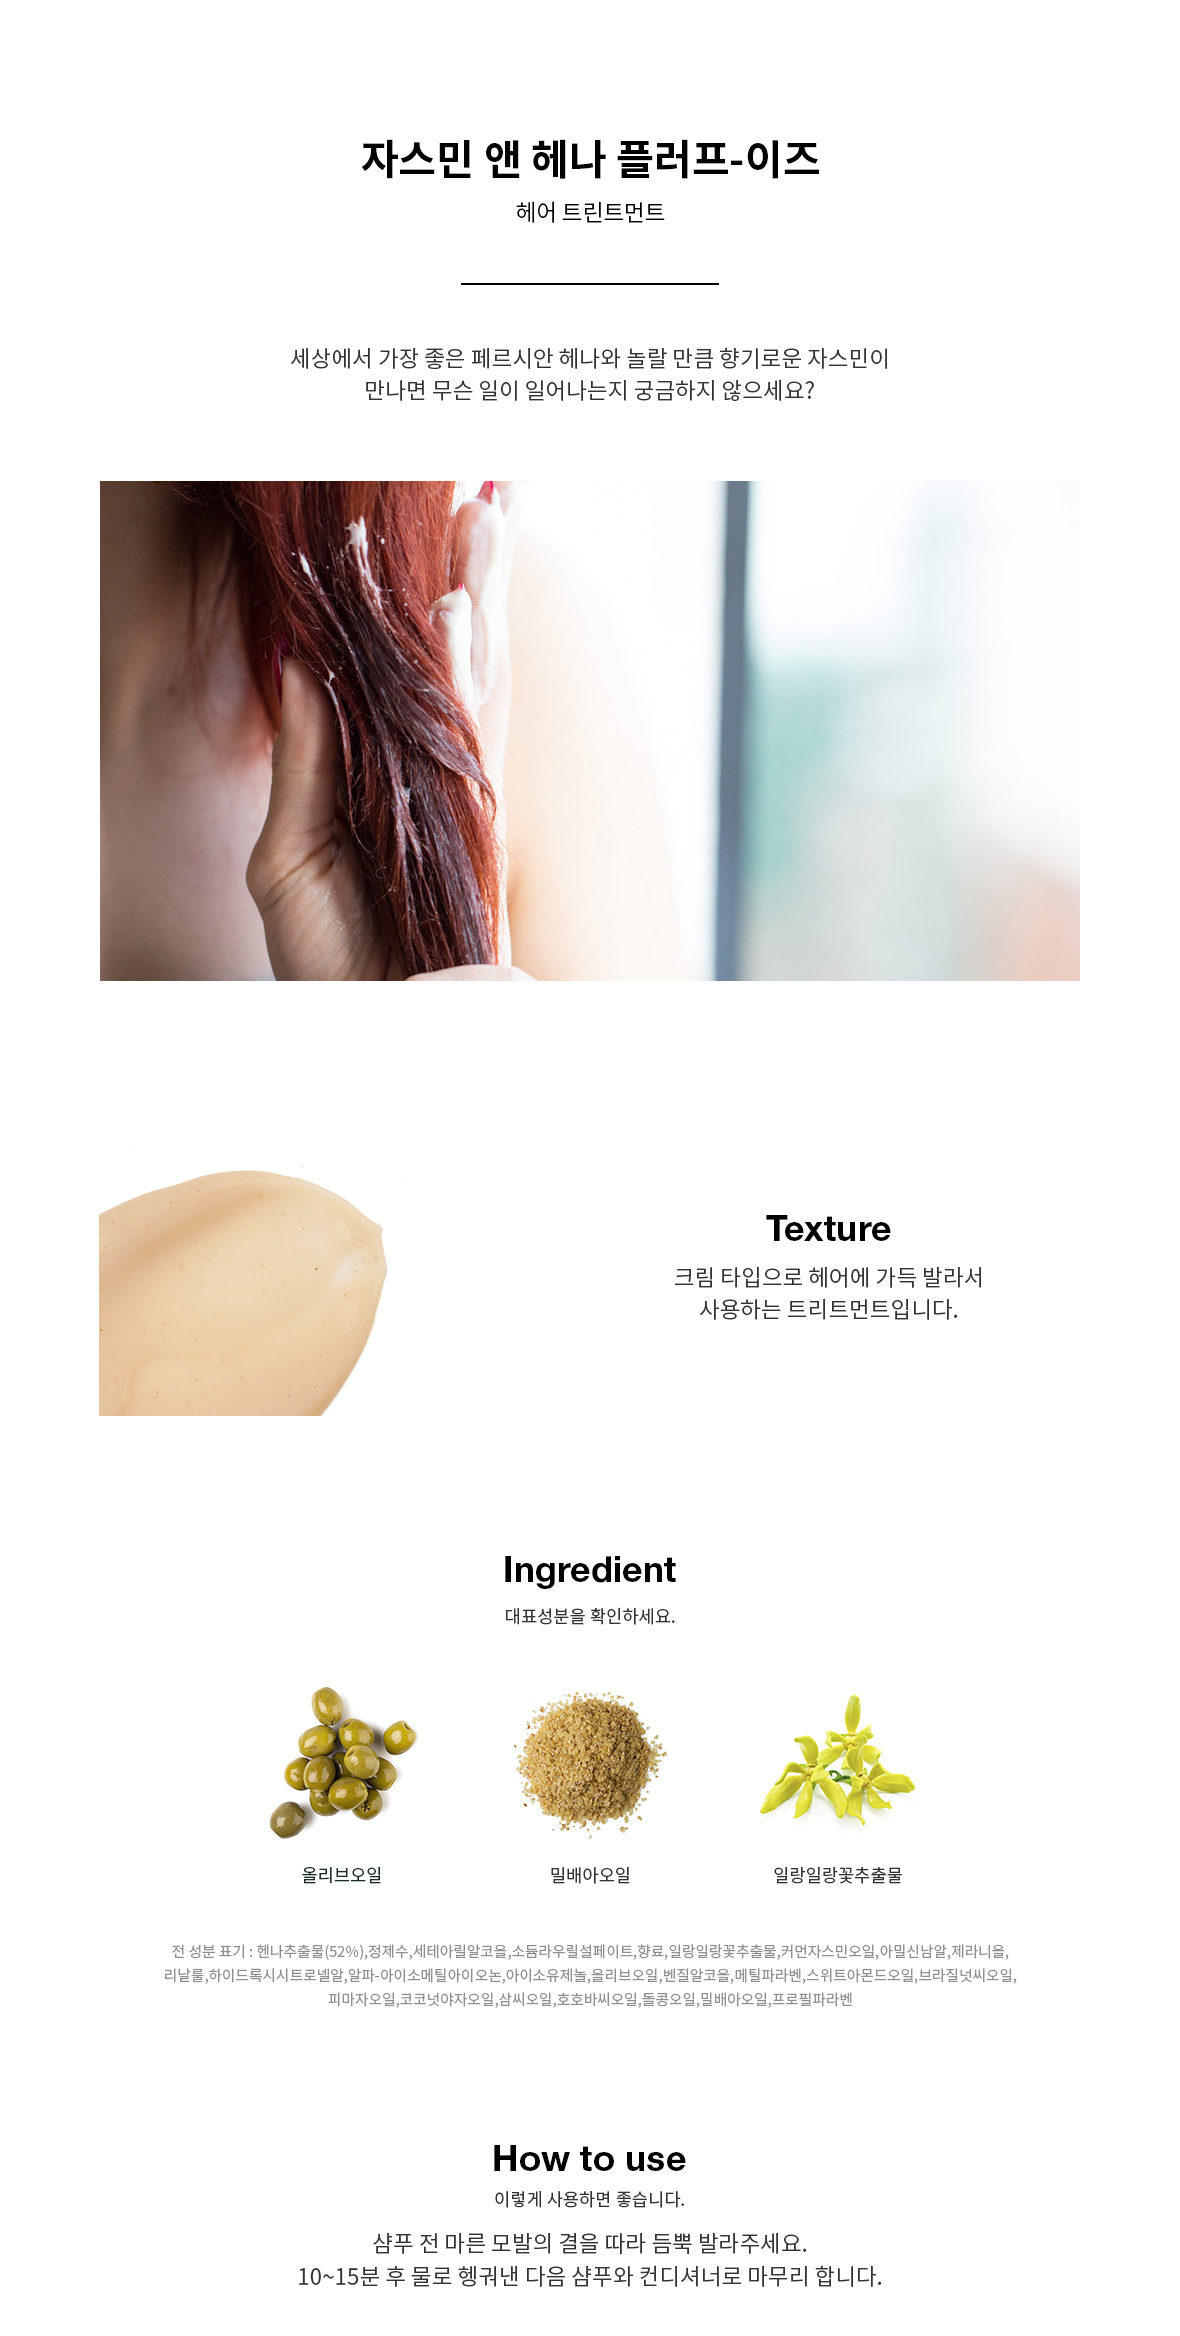 자스민 앤 헤나 플러프-이즈
헤어 트린트먼트
세상에서 가장 좋은 페르시안 헤나와 놀랄 만큼 향기로운 자스민이
만나면 무슨 일이 일어나는지 궁금하지 않으세요?
Texture
크림 타입으로 헤어에 가득 발라서
사용하는 트리트먼트입니다.
Ingredient
대표성분을 확인하세요.
올리브오일
밀배아오일
일랑일랑꽃추출물
전 성분 표기 : 헨나추출물(52%),정제수,세테아릴알코올,소듐라우릴설페이트,향료,일랑일랑꽃추출물,커먼자스민오일,아밀신남알,제라니올,
리날룰,하이드록시시트로넬알,알파-아이소메틸아이오논,아이소유제놀,올리브오일,벤질알코올,메틸파라벤,스위트아몬드오일,브라질넛씨오일,
피마자오일,코코넛야자오일,삼씨오일,호호바씨오일,돌콩오일,밀배아오일,프로필파라벤
How to use
이렇게 사용하면 좋습니다.
샴푸 전 마른 모발의 결을 따라 듬뿍 발라주세요.
10~15분 후 물로 헹궈낸 다음 샴푸와 컨디셔너로 마무리 합니다.